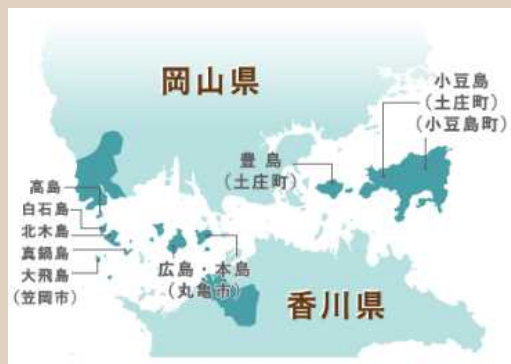 岡山県
小豆島
(土庄町)
(小豆島町)
豊島
(土庄町)
高島
白石島
北木島
真鍋島
大飛島
(笠岡市)
広島・本島
(丸亀市)
香川県